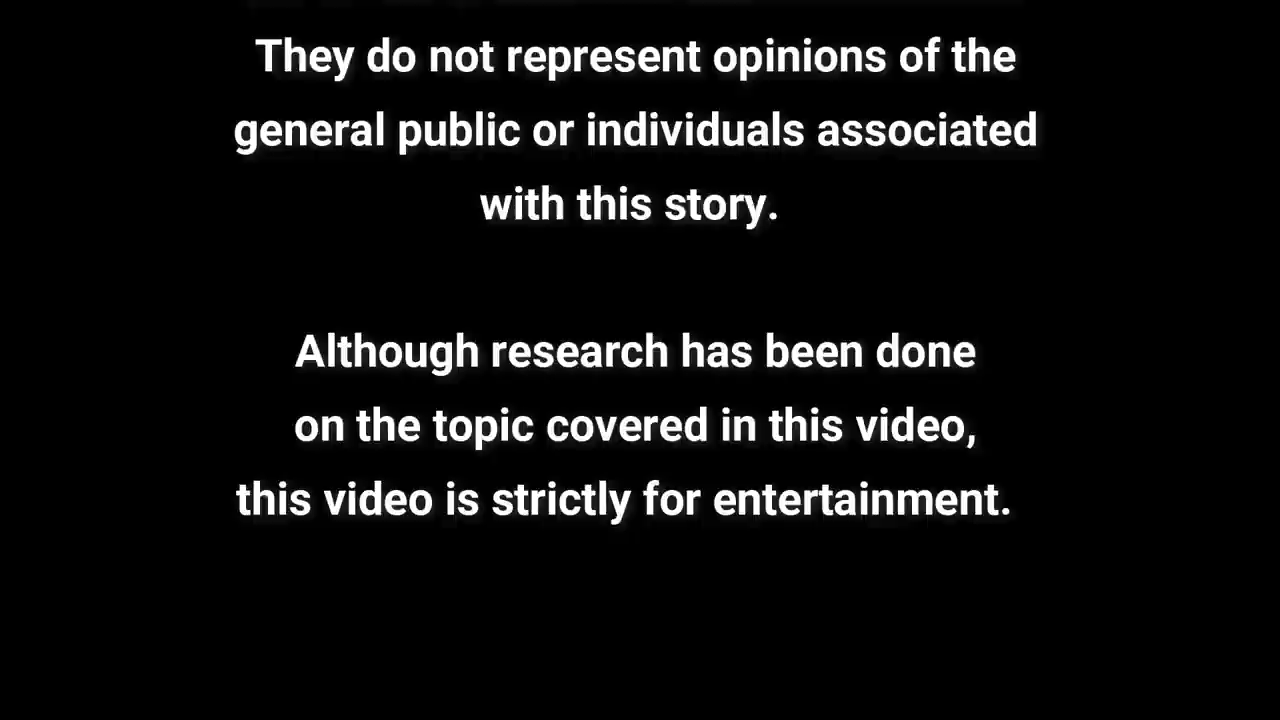 They do not represent opinions of the
general public or individuals associated
with this story.
Although research has been done
on the topic covered in this video,
this video is strictly for entertainment.